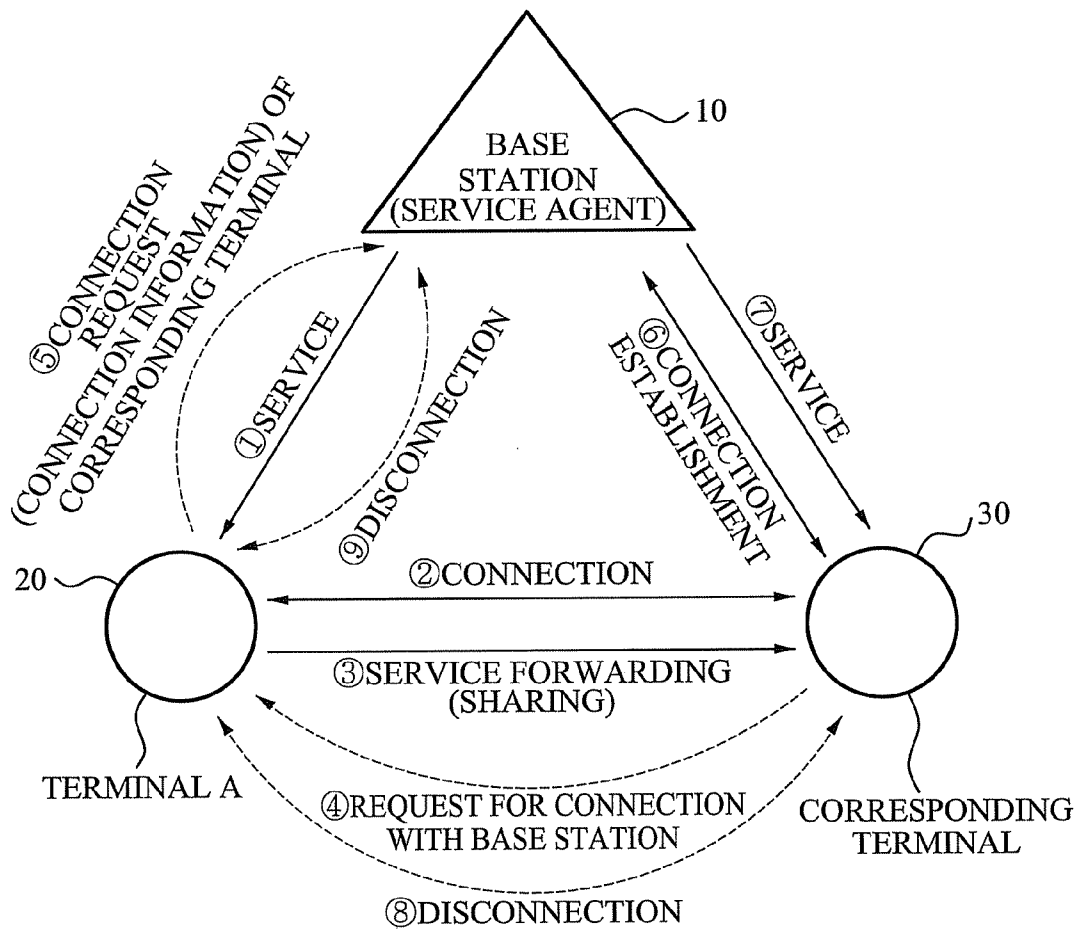 10
BASE
STATION
(SERVICE AGENT)
⑤CONNECTION
REQUEST
(CONNECTION INFORMATION) OF
CORRESPONDING TERMINAL
①SERVICE
⑨DISCONNECTION
⑥CONNECTION
ESTABLISHMENT
⑦SERVICE
20
30
②CONNECTION
③SERVICE FORWARDING
(SHARING)
TERMINAL A
④REQUEST FOR CONNECTION
WITH BASE STATION
CORRESPONDING
TERMINAL
⑧DISCONNECTION